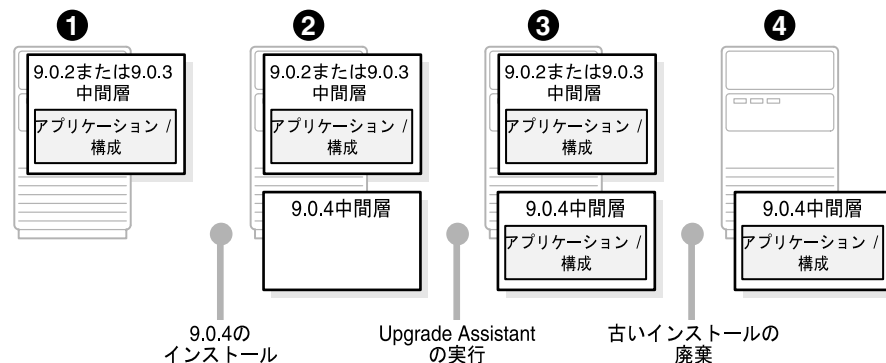 1
2
3
4
9.0.2または9.0.3
中間層
アプリケーション /
構成
9.0.2または9.0.3
中間層
アプリケーション /
構成
9.0.4中間層
9.0.2または9.0.3
中間層
アプリケーション /
構成
9.0.4中間層
アプリケーション /
構成
9.0.4中間層
アプリケーション /
構成
9.0.4の
インストール
Upgrade Assistant
の実行
古いインストールの
廃棄